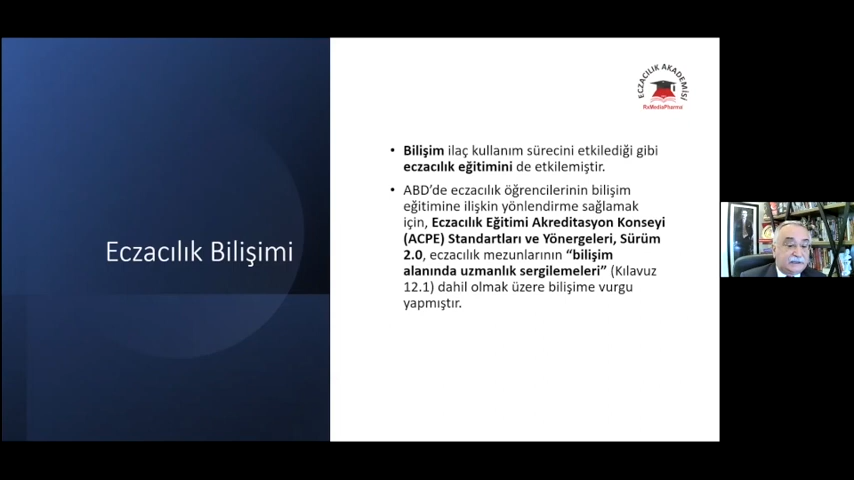 ECZACILIK AKADEMİSİ
RxMediaPharma
Eczacılık Bilişimi
• Bilişim ilaç kullanım sürecini etkilediği gibi
eczacılık eğitimini de etkilemiştir.
• ABD’de eczacılık öğrencilerinin bilişim
eğitimine ilişkin yönlendirme sağlamak
için, Eczacılık Eğitimi Akreditasyon Konseyi
(ACPE) Standartları ve Yönergeleri, Sürüm
2.0, eczacılık mezunlarının “bilişim
alanında uzmanlık sergilemeleri” (Kılavuz
12.1) dahil olmak üzere bilişime vurgu
yapmıştır.